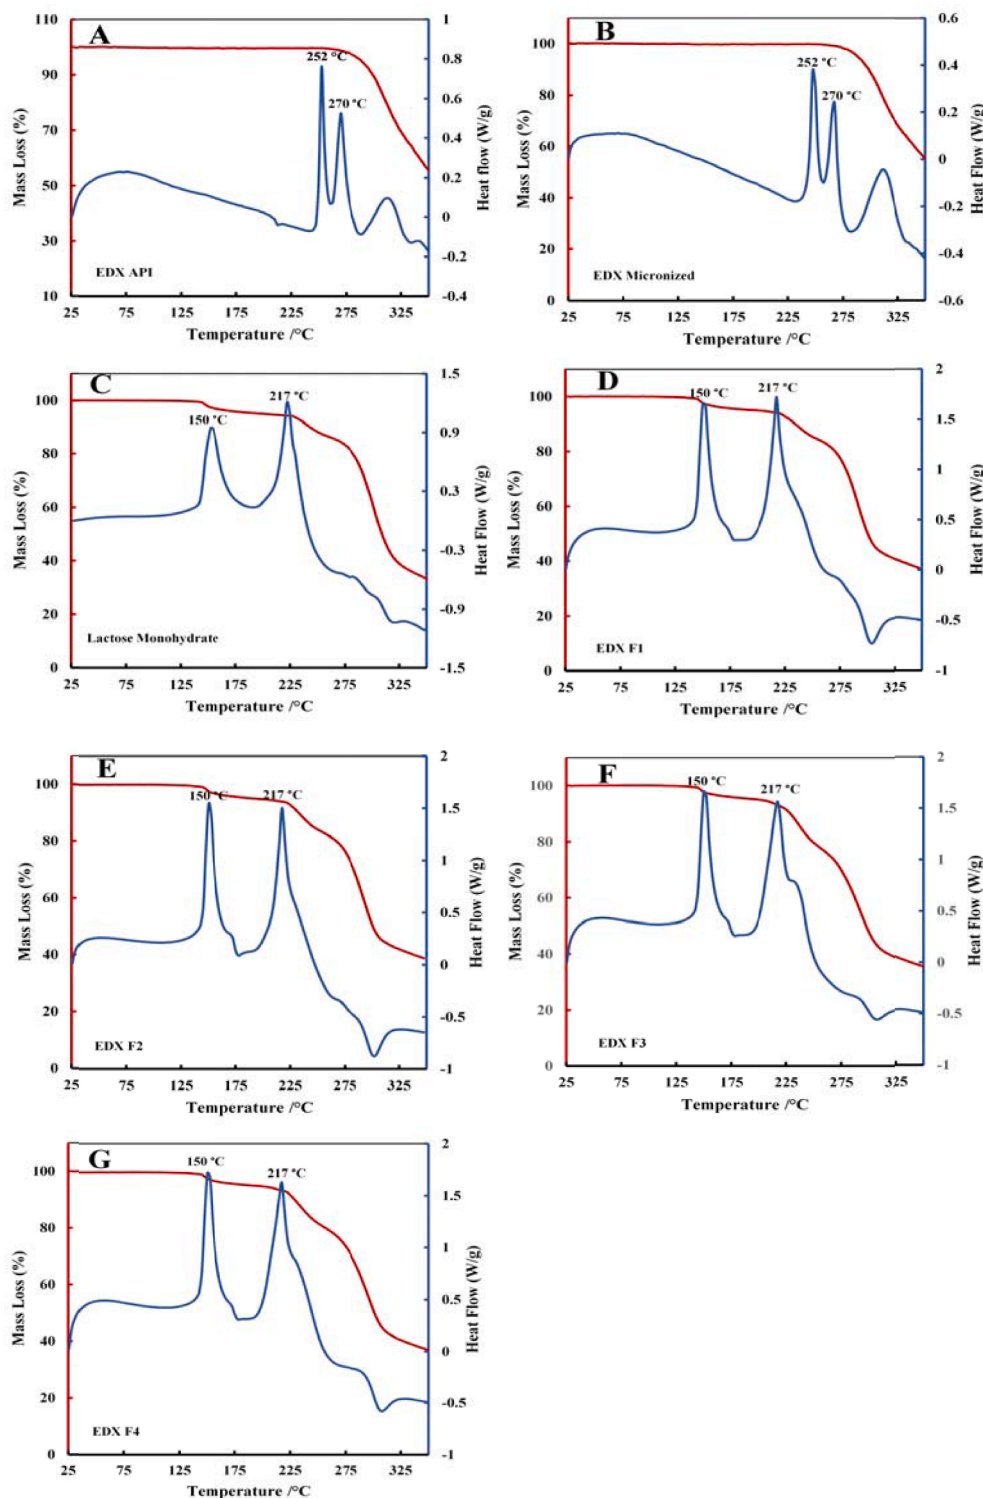 A
252 °C
270 °C
110
90
70
50
30
10
Mass Loss (%)
1
0.8
0.6
0.4
0.2
0
-0.2
-0.4
Heat flow (W/g)
EDX API
25 75 125 175 225 275 325
Temperature /°C
B
252 °C
270 °C
100
80
60
40
20
0
Mass Loss (%)
0.6
0.4
0.2
0
-0.2
-0.4
-0.6
Heat Flow (W/g)
EDX Micronized
25 75 125 175 225 275 325
Temperature /°C
C
150 °C
217 °C
100
80
60
40
20
0
Mass Loss (%)
1.5
0.9
0.3
-0.3
-0.9
-1.5
Heat Flow (W/g)
Lactose Monohydrate
25 75 125 175 225 275 325
Temperature /°C
D
150 °C
217 °C
100
80
60
40
20
0
Mass Loss (%)
2
1.5
1
0.5
0
-0.5
-1
Heat Flow (W/g)
EDX F1
25 75 125 175 225 275 325
Temperature /°C
E
150 °C
217 °C
100
80
60
40
20
0
Mass Loss (%)
2
1.5
1
0.5
0
-0.5
-1
Heat Flow (W/g)
EDX F2
25 75 125 175 225 275 325
Temperature /°C
F
150 °C
217 °C
100
80
60
40
20
0
Mass Loss (%)
2
1.5
1
0.5
0
-0.5
-1
Heat Flow (W/g)
EDX F3
25 75 125 175 225 275 325
Temperature /°C
G
150 °C
217 °C
100
80
60
40
20
0
Mass Loss (%)
2
1.5
1
0.5
0
-0.5
-1
Heat Flow (W/g)
EDX F4
25 75 125 175 225 275 325
Temperature /°C